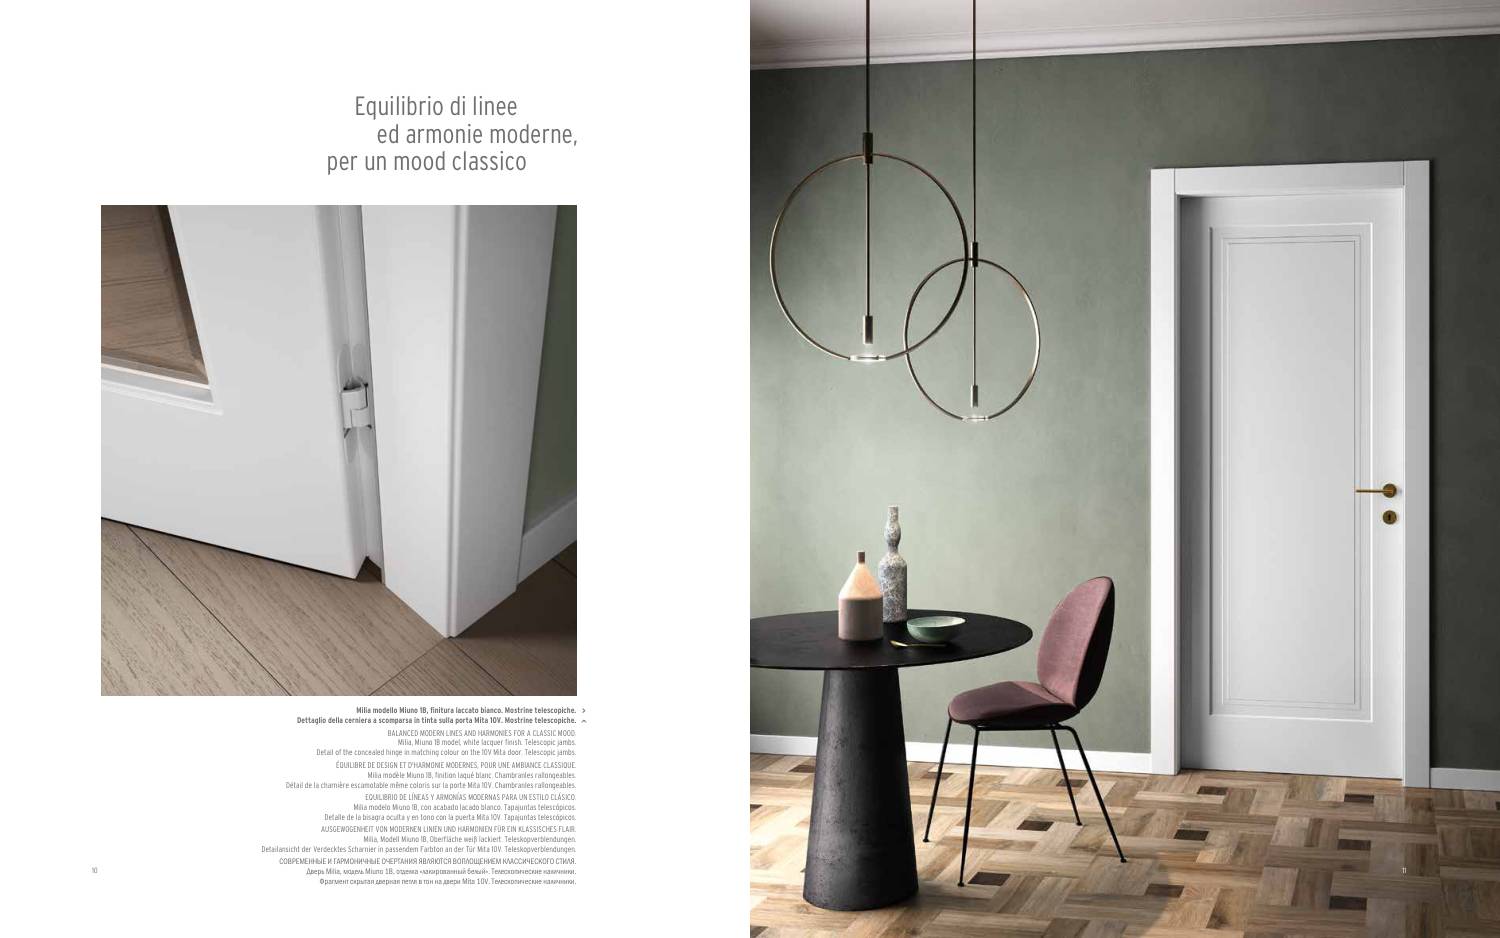 Equilibrio di linee
ed armonie moderne,
per un mood classico
Milia modello Miuno 1B, finitura laccato bianco. Mostrine telescopiche. >
Dettaglio della cerniera a scomparsa in tinta sulla porta Mita 10V. Mostrine telescopiche. ^
BALANCED MODERN LINES AND HARMONIES FOR A CLASSIC MOOD.
Milia, Miuno 1B model, white lacquer finish. Telescopic jambs.
Detail of the concealed hinge in matching colour on the 10V Mita door. Telescopic jambs.
ÉQUILIBRE DE DESIGN ET D'HARMONIE MODERNES, POUR UNE AMBIANCE CLASSIQUE.
Milia modèle Miuno 1B, finition laqué blanc. Chambranles rallongeables.
Détail de la charnière escamotable même coloris sur la porte Mita 10V. Chambranles rallongeables.
EQUILIBRIO DE LÍNEAS Y ARMONÍAS MODERNAS PARA UN ESTILO CLÁSICO.
Milia modelo Miuno 1B, con acabado lacado blanco. Tapajuntas telescópicos.
Detalle de la bisagra oculta y en tono con la puerta Mita 10V. Tapajuntas telescópicos.
AUSGEWOGENHEIT VON MODERNEN LINIEN UND HARMONIEN FÜR EIN KLASSISCHES FLAIR.
Milia, Modell Miuno 1B, Oberfläche weiß lackiert. Teleskopverblendungen.
Detailansicht der Verdecktes Scharnier in passendem Farbton an der Tür Mita 10V. Teleskopverblendungen.
СОВРЕМЕННЫЕ И ГАРМОНИЧНЫЕ ОЧЕРТАНИЯ ЯВЛЯЮТСЯ ВОПЛОЩЕНИЕМ КЛАССИЧЕСКОГО СТИЛЯ.
Дверь Milia, модель Miuno 1B, отделка «лакированный белый». Телескопические наличники.
Фрагмент скрытая дверная петля в тон на двери Mita 10V. Телескопические наличники.
10
11